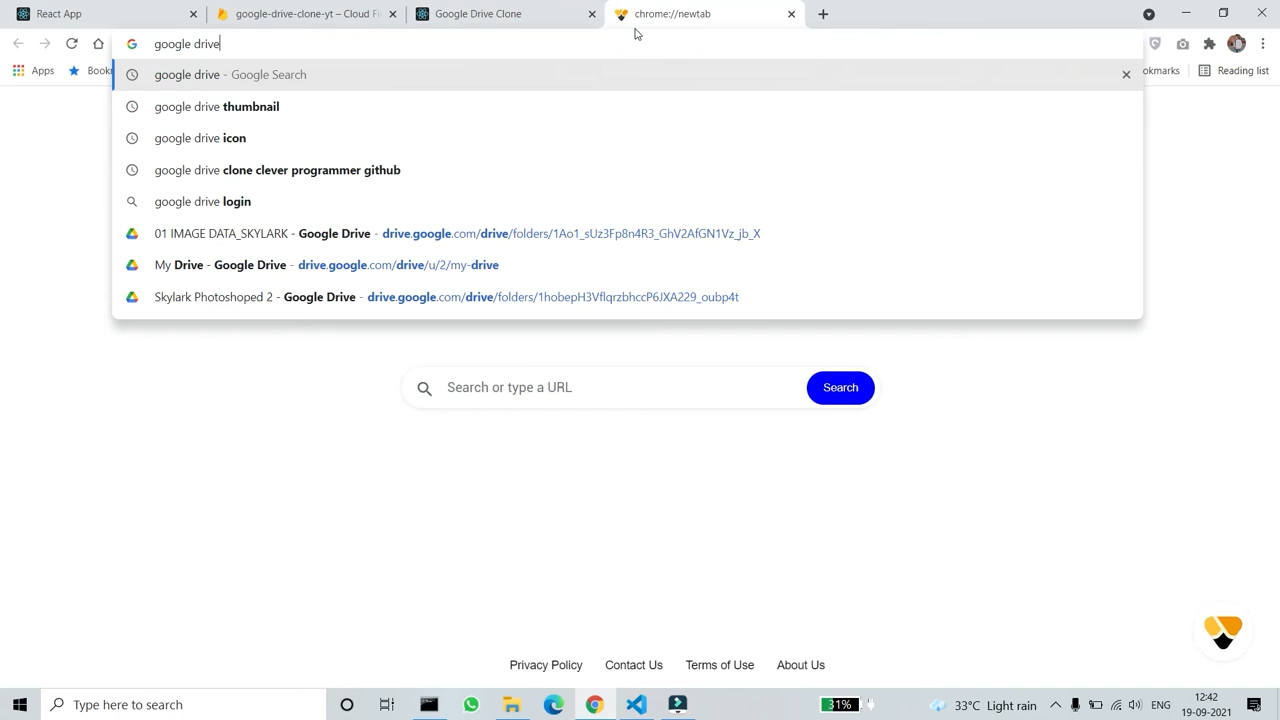 React App
google-drive-clone-yt – Cloud Fi
Google Drive Clone
chrome://newtab
google drive
Apps
Bookm
okmarks
Reading list
google drive - Google Search
google drive thumbnail
google drive icon
google drive clone clever programmer github
google drive login
01 IMAGE DATA_SKYLARK - Google Drive - drive.google.com/drive/folders/1Ao1_sUz3Fp8n4R3_GhV2AfGN1Vz_jb_X
My Drive - Google Drive - drive.google.com/drive/u/2/my-drive
Skylark Photoshoped 2 - Google Drive - drive.google.com/drive/folders/1hobepH3VflqrzbhccP6JXA229_oubp4t
Search or type a URL
Search
Privacy Policy
Contact Us
Terms of Use
About Us
Type here to search
31%
33°C Light rain
ENG
12:42
19-09-2021